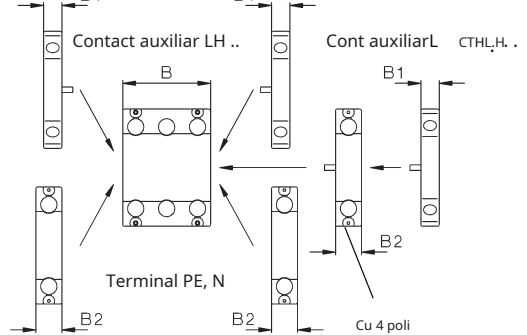 Contact auxiliar LH ..
Cont auxiliarL CTHL.H. .
B
B1
B2
Terminal PE, N
B2
B2
Cu 4 poli